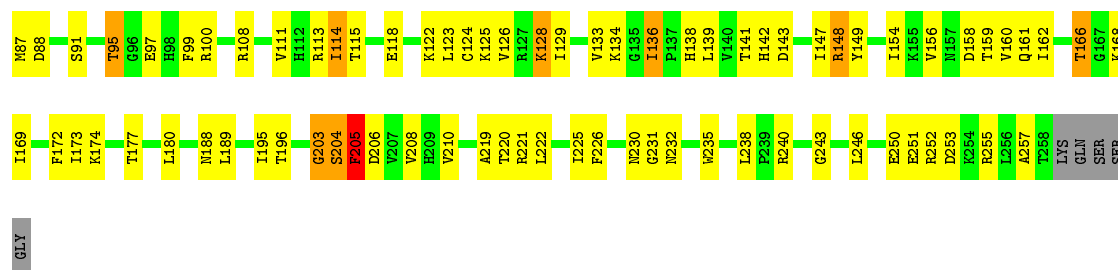 M87 D88 S91 T95 G96 E97 H98 F99 R100 R108 V111 H112 R113 I114 T115 E118 K122 L123 C124 K125 V126 R127 K128 I129 V133 K134 G135 I136 P137 H138 L139 V140 T141 H142 D143 I147 R148 Y149 I154 K155 V156 N157 D158 T159 V160 Q161 I162 T166 G167 K168
I169 F172 I173 K174 T177 L180 N188 L189 I195 T196 G203 S204 F205 D206 V207 V208 H209 V210 A219 T220 R221 L222 I225 F226 N230 G231 N232 W235 L238 P239 R240 G243 L246 E250 E251 R252 D253 K254 R255 L256 A257 T258 LYS GLN SER SER
GLY